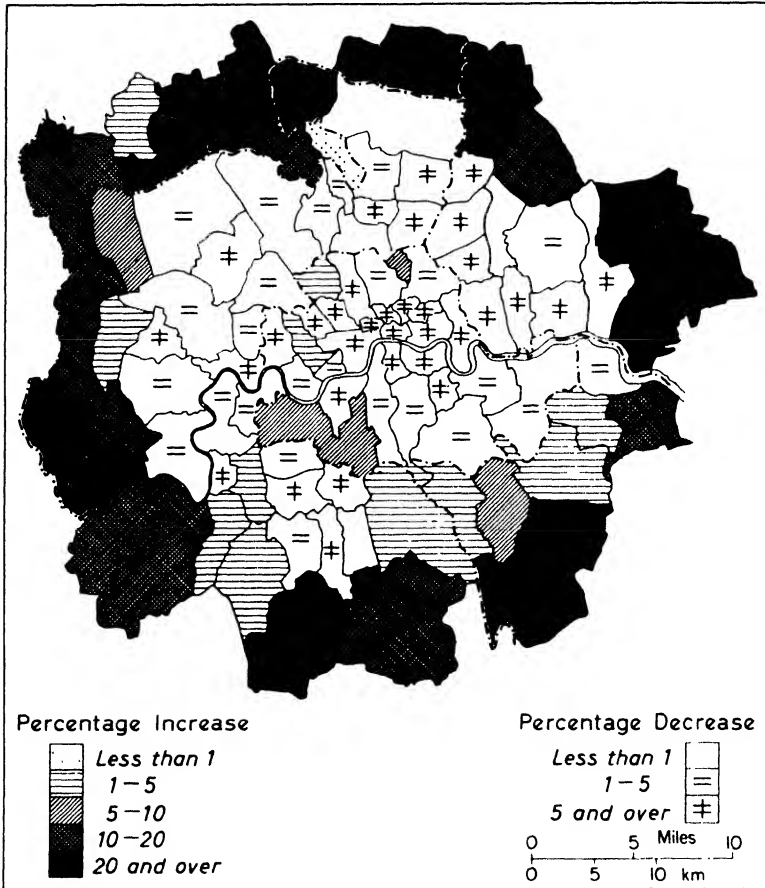 Percentage Increase
Less than 1
1–5
5–10
10–20
20 and over
Percentage Decrease
Less than 1
1–5
5 and over
0 5 Miles 10
0 5 10 km